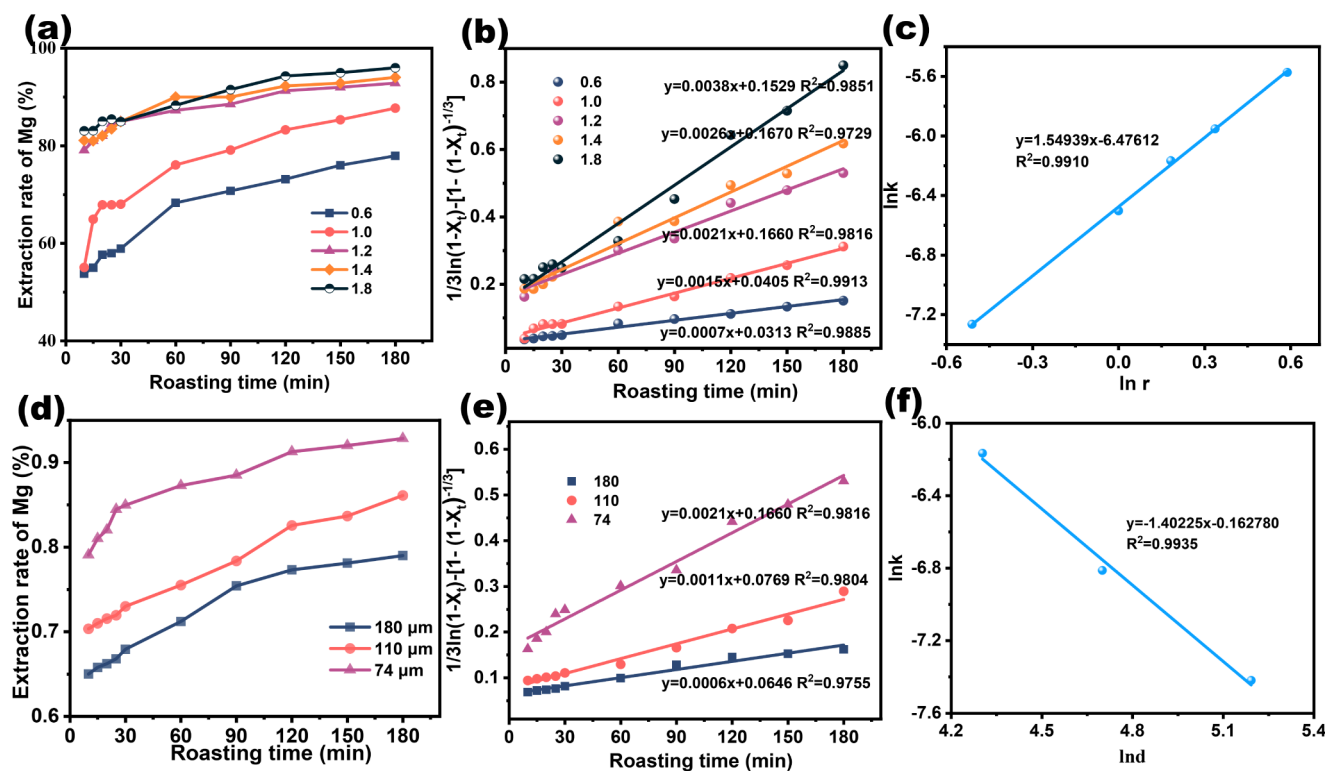 (a)
Extraction rate of Mg (%)
100
80
60
40
0.6
1.0
1.2
1.4
1.8
0 30 60 90 120 150 180
Roasting time (min)
(b)
1/3ln(1-Xt)-[1- (1-Xt)-1/3]
0.8
0.6
0.4
0.2
0.6
1.0
1.2
1.4
1.8
y=0.0038x+0.1529 R2=0.9851
y=0.0026x+0.1670 R2=0.9729
y=0.0021x+0.1660 R2=0.9816
y=0.0015x+0.0405 R2=0.9913
y=0.0007x+0.0313 R2=0.9885
0 30 60 90 120 150 180
Roasting time (min)
(c)
lnk
-5.6
-6.0
-6.4
-6.8
-7.2
y=1.54939x-6.47612
R2=0.9910
-0.6 -0.3 0.0 0.3 0.6
ln r
(d)
Extraction rate of Mg (%)
0.9
0.8
0.7
0.6
180 μm
110 μm
74 μm
0 30 60 90 120 150 180
Roasting time (min)
(e)
1/3ln(1-Xt)-[1- (1-Xt)-1/3]
0.6
0.5
0.4
0.3
0.2
0.1
180
110
74
y=0.0021x+0.1660 R2=0.9816
y=0.0011x+0.0769 R2=0.9804
y=0.0006x+0.0646 R2=0.9755
0 30 60 90 120 150 180
Roasting time (min)
(f)
lnk
-6.0
-6.4
-6.8
-7.2
-7.6
y=-1.40225x-0.162780
R2=0.9935
4.2 4.5 4.8 5.1 5.4
lnd